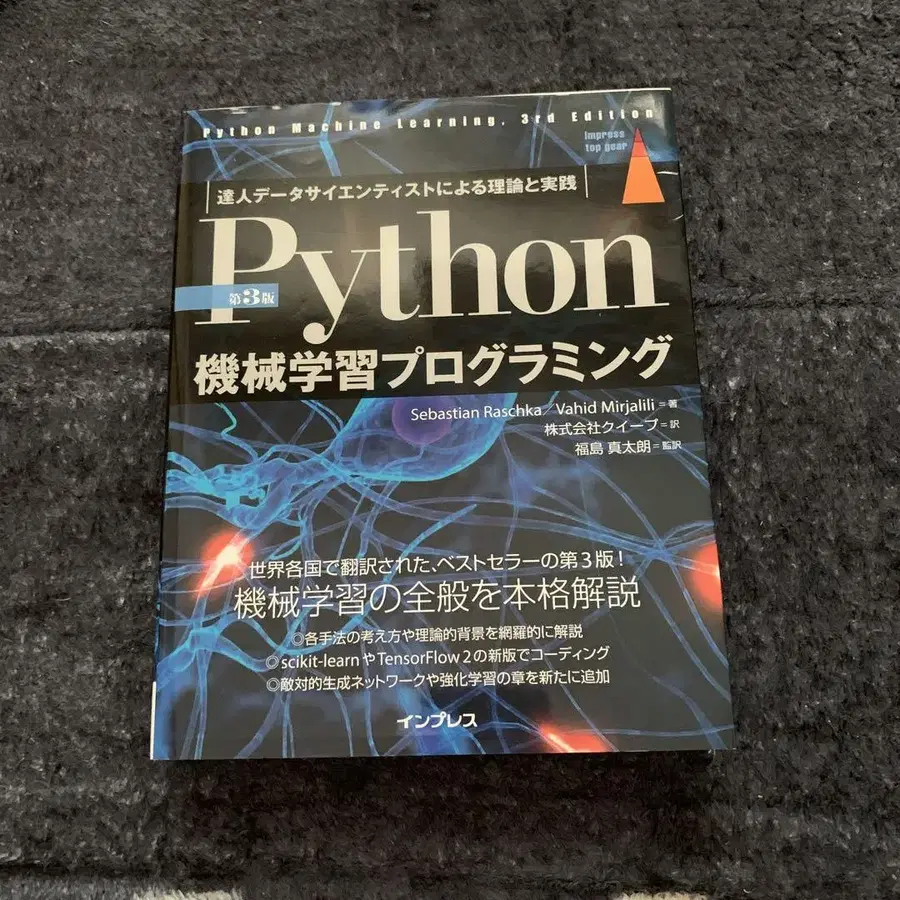 Python Machine Learning, 3rd Edition
impress
top gear
達人データサイエンティストによる理論と実践
Python
第3版
機械学習プログラミング
Sebastian Raschka/Vahid Mirjalili=著
株式会社クイープ=訳
福島 真太朗=監訳
世界各国で翻訳された、ベストセラーの第3版!
機械学習の全般を本格解説
◎各手法の考え方や理論的背景を網羅的に解説
◎scikit-learnやTensorFlow 2の新版でコーディング
◎敵対的生成ネットワークや強化学習の章を新たに追加
インプレス